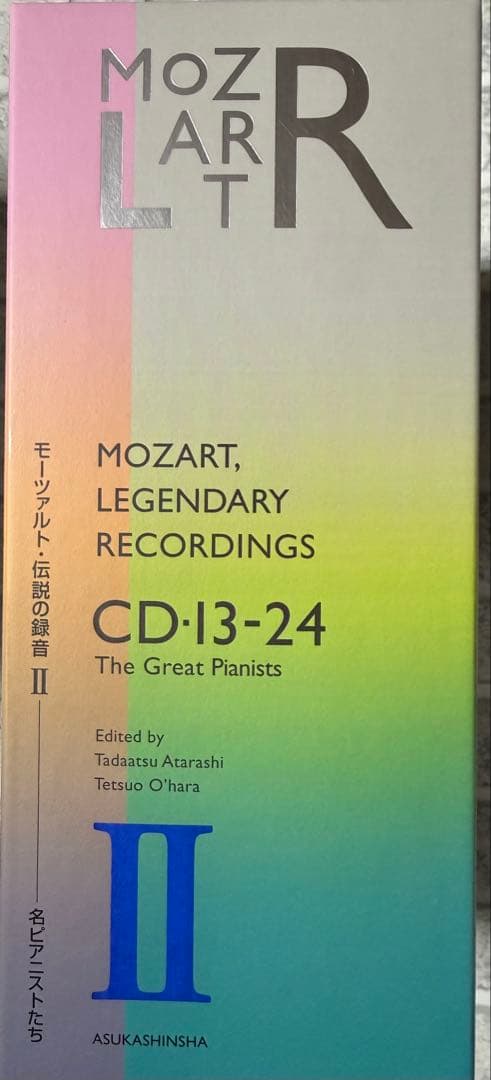 MOZ
ART
LR
MOZART,
LEGENDARY
RECORDINGS
CD·13-24
The Great Pianists
Edited by
Tadaatsu Atarashi
Tetsuo O'hara
II
ASUKASHINSHA
モーツァルト・伝説の録音 II——名ピアニストたち